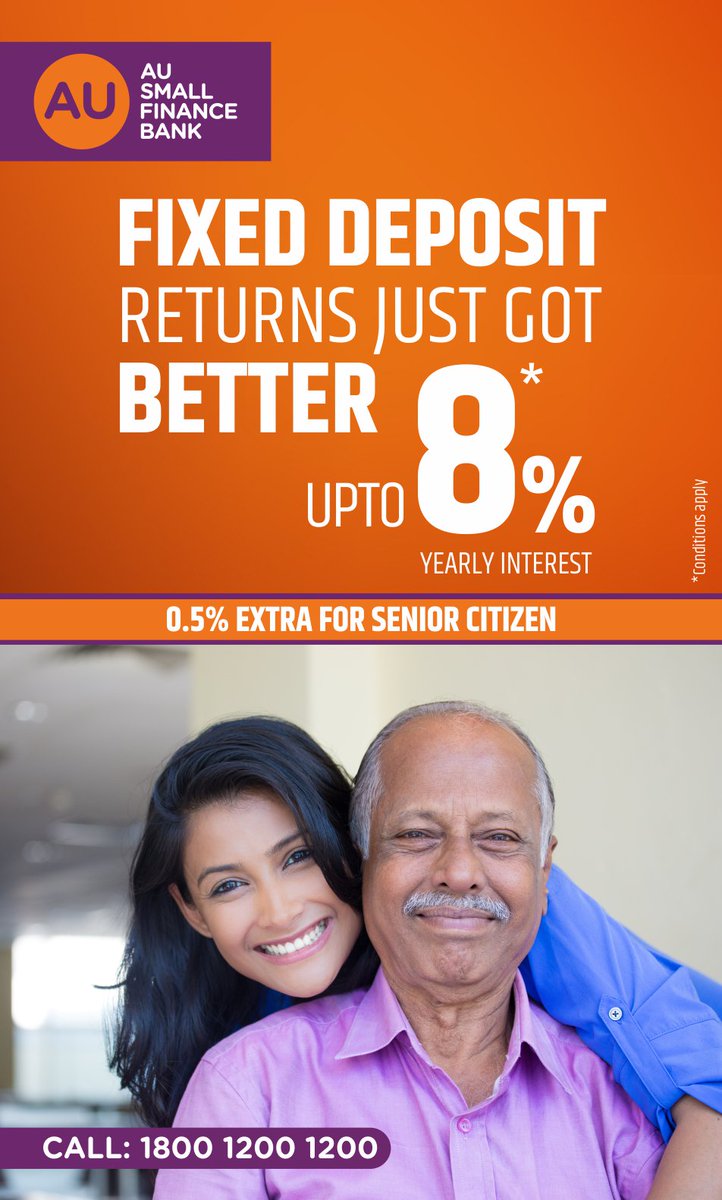 AU
AU
SMALL
FINANCE
BANK
FIXED DEPOSIT
RETURNS JUST GOT
BETTER
UPTO 8*%
YEARLY INTEREST
*Conditions apply
0.5% EXTRA FOR SENIOR CITIZEN
CALL: 1800 1200 1200